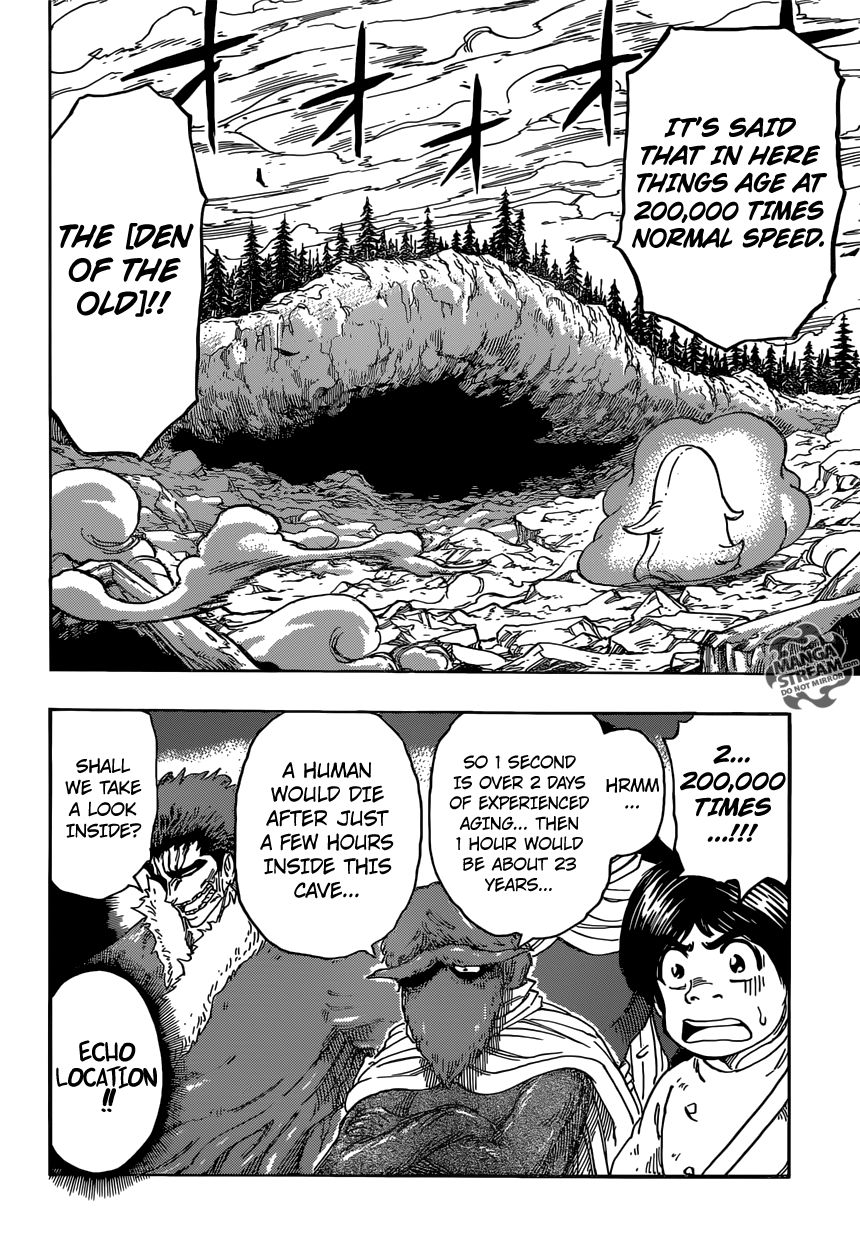 IT'S SAID
THAT IN HERE
THINGS AGE AT
200,000 TIMES
NORMAL SPEED.
THE [DEN
OF THE
OLD]!!
MANGA
STREAM.com
DO NOT MIRROR
2...
200,000
TIMES
...!!!
HRMM
...
SO 1 SECOND
IS OVER 2 DAYS
OF EXPERIENCED
AGING... THEN
1 HOUR WOULD
BE ABOUT 23
YEARS...
A HUMAN
WOULD DIE
AFTER JUST
A FEW HOURS
INSIDE THIS
CAVE...
SHALL
WE TAKE
A LOOK
INSIDE?
ECHO
LOCATION
!!